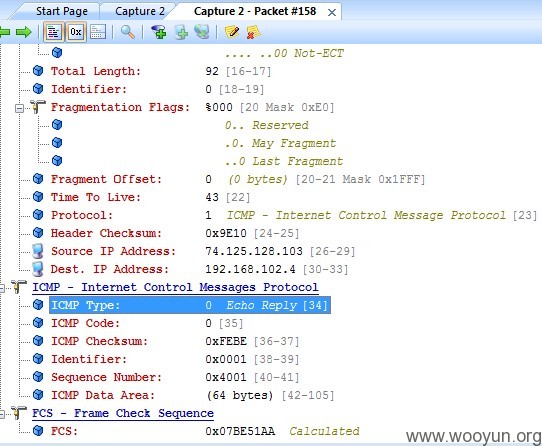 Start Page Capture 2 Capture 2 - Packet #158
.... ..00 Not-ECT
Total Length: 92 [16-17]
Identifier: 0 [18-19]
Fragmentation Flags: %000 [20 Mask 0xE0]
0.. Reserved
.0. May Fragment
..0 Last Fragment
Fragment Offset: 0 (0 bytes) [20-21 Mask 0x1FFF]
Time To Live: 43 [22]
Protocol: 1 ICMP - Internet Control Message Protocol [23]
Header Checksum: 0x9E10 [24-25]
Source IP Address: 74.125.128.103 [26-29]
Dest. IP Address: 192.168.102.4 [30-33]
ICMP - Internet Control Messages Protocol
ICMP Type: 0 Echo Reply [34]
ICMP Code: 0 [35]
ICMP Checksum: 0xFEBE [36-37]
Identifier: 0x0001 [38-39]
Sequence Number: 0x4001 [40-41]
ICMP Data Area: (64 bytes) [42-105]
FCS - Frame Check Sequence
FCS: 0x07BE51AA Calculated
www.wooyun.org